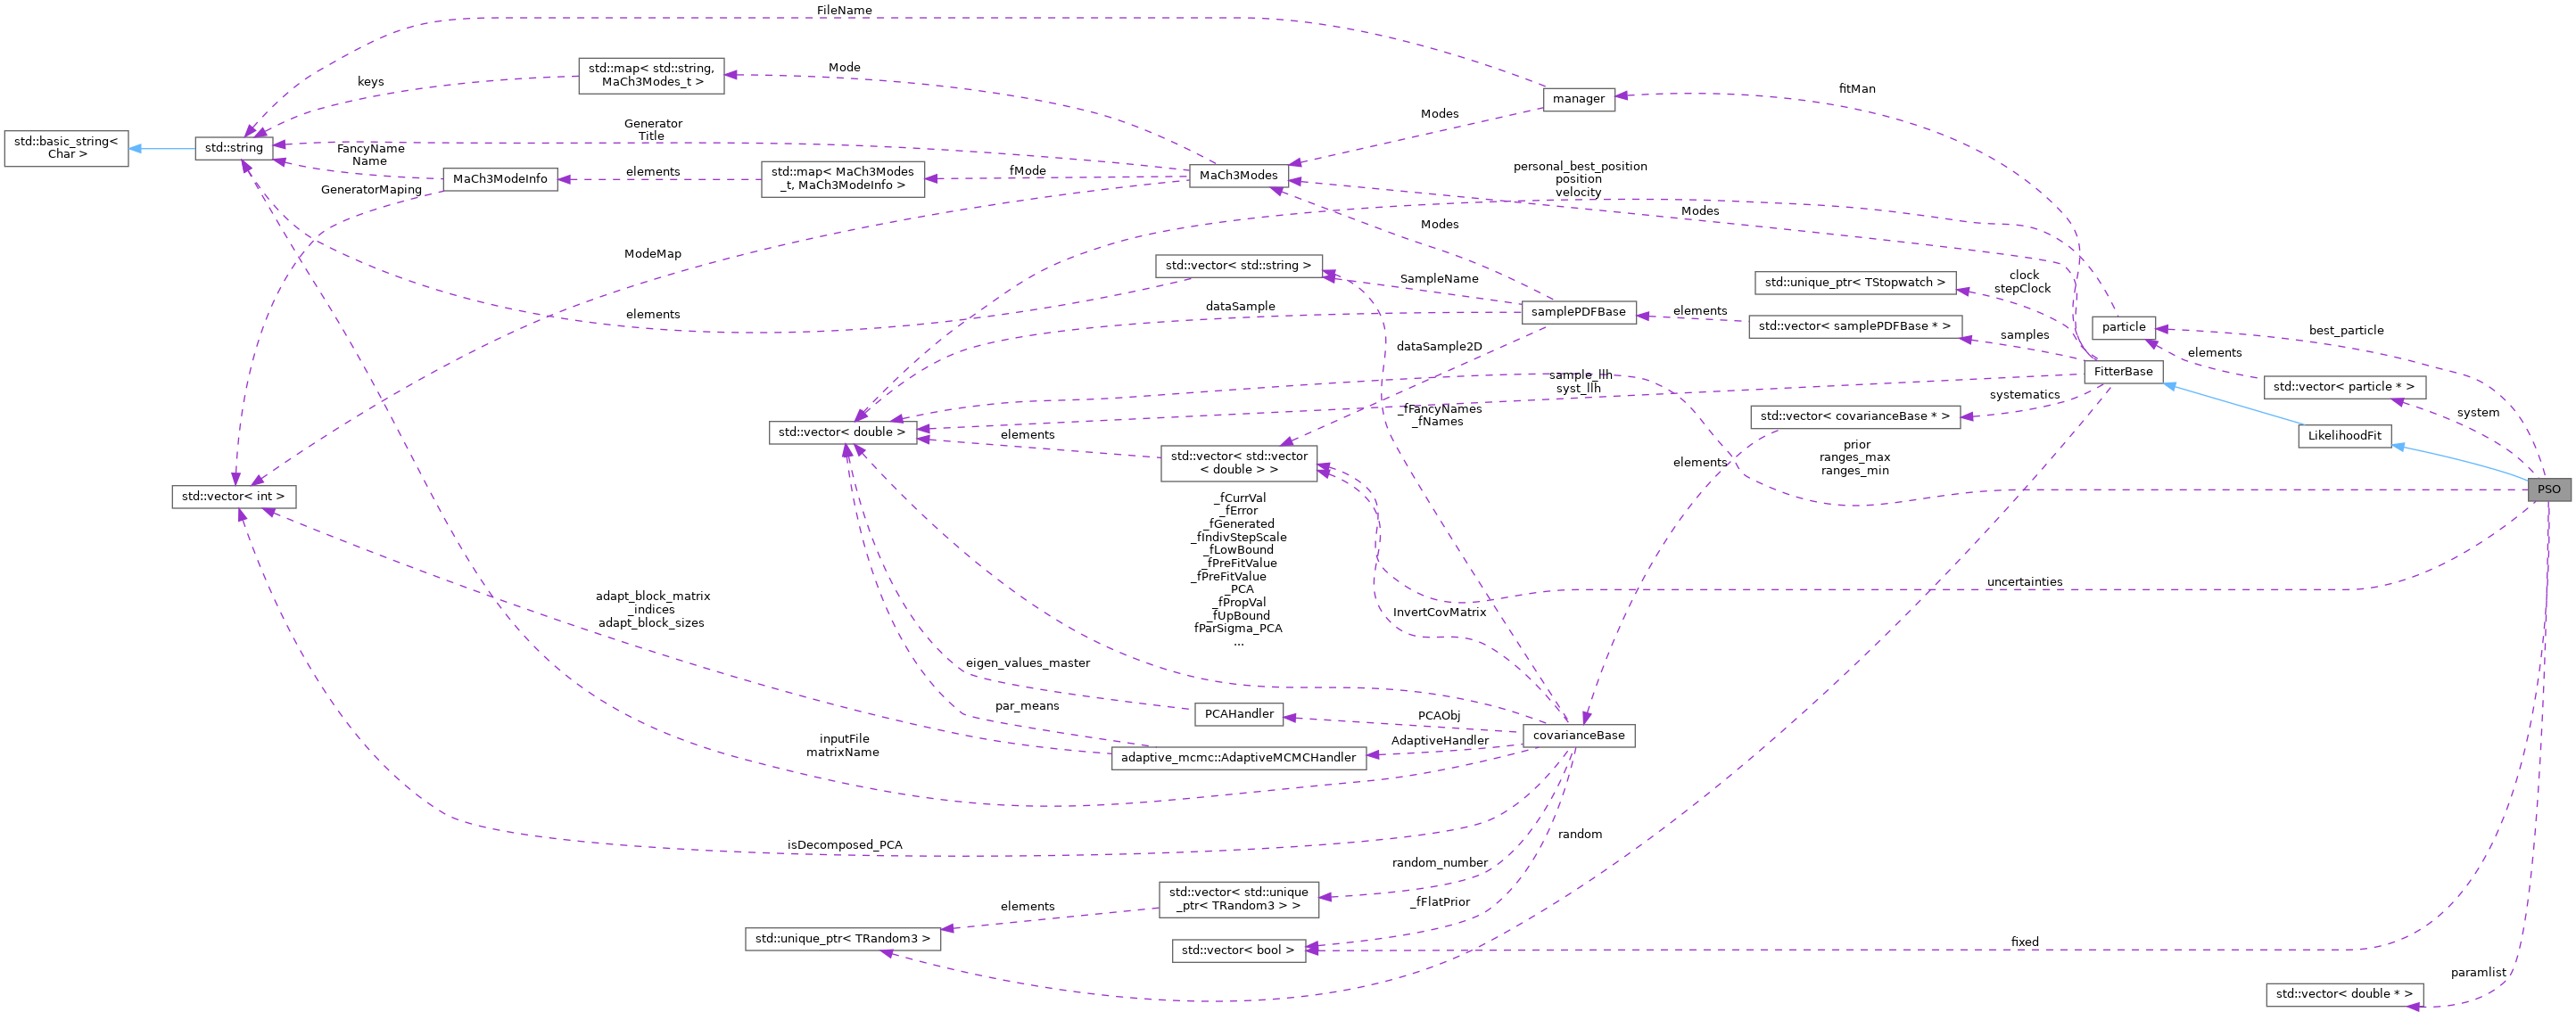 FileName
std::map< std::string,
MaCh3Modes_t >
keys
Mode
manager
fitMan
std::basic_string<
Char >
std::string
Generator
Title
Modes
FancyName
Name
MaCh3ModeInfo
elements
std::map< MaCh3Modes
_t, MaCh3ModeInfo >
fMode
MaCh3Modes
personal_best_position
position
velocity
GeneratorMaping
Modes
Modes
ModeMap
std::vector< std::string >
SampleName
std::unique_ptr< TStopwatch >
clock
stepClock
elements
dataSample
samplePDFBase
elements
std::vector< samplePDFBase * >
samples
particle
best_particle
dataSample2D
elements
FitterBase
sample_llh
syst_llh
std::vector< particle * >
_fFancyNames
_fNames
std::vector< covarianceBase * >
systematics
system
std::vector< double >
elements
LikelihoodFit
std::vector< std::vector
< double > >
elements
prior
ranges_max
ranges_min
PSO
std::vector< int >
_fCurrVal
_fError
_fGenerated
_fIndivStepScale
_fLowBound
_fPreFitValue
_fPreFitValue
_PCA
_fPropVal
_fUpBound
fParSigma_PCA
...
uncertainties
adapt_block_matrix
_indices
adapt_block_sizes
InvertCovMatrix
eigen_values_master
par_means
PCAHandler
PCAObj
covarianceBase
AdaptiveHandler
inputFile
matrixName
adaptive_mcmc::AdaptiveMCMCHandler
isDecomposed_PCA
random
random_number
std::vector< std::unique
_ptr< TRandom3 > >
elements
_fFlatPrior
std::unique_ptr< TRandom3 >
std::vector< bool >
fixed
paramlist
std::vector< double * >